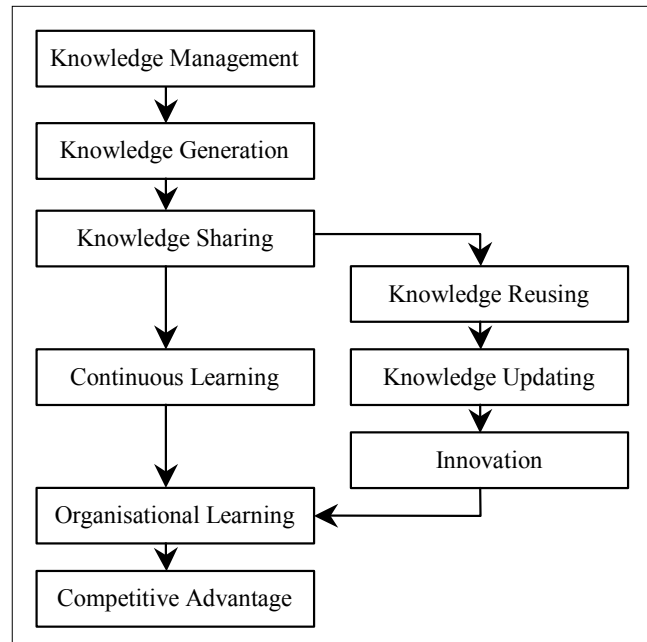 Knowledge Management
Knowledge Generation
Knowledge Sharing
Knowledge Reusing
Continuous Learning
Knowledge Updating
Innovation
Organisational Learning
Competitive Advantage